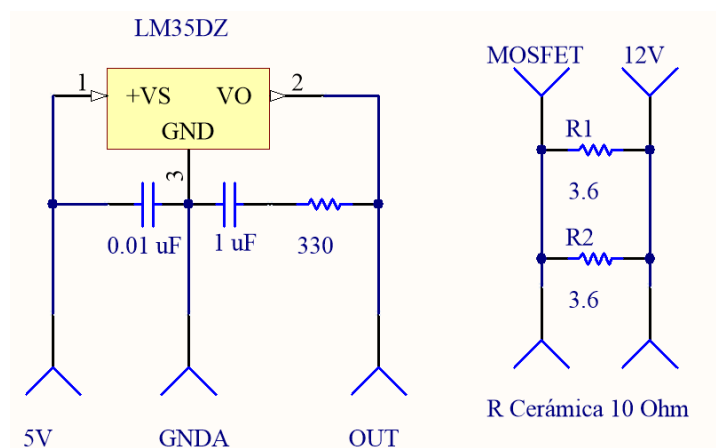 LM35DZ
1
+VS
VO
2
GND
3
0.01 uF
1 uF
330
5V
GNDA
OUT
MOSFET
12V
R1
3.6
R2
3.6
R Cerámica 10 Ohm